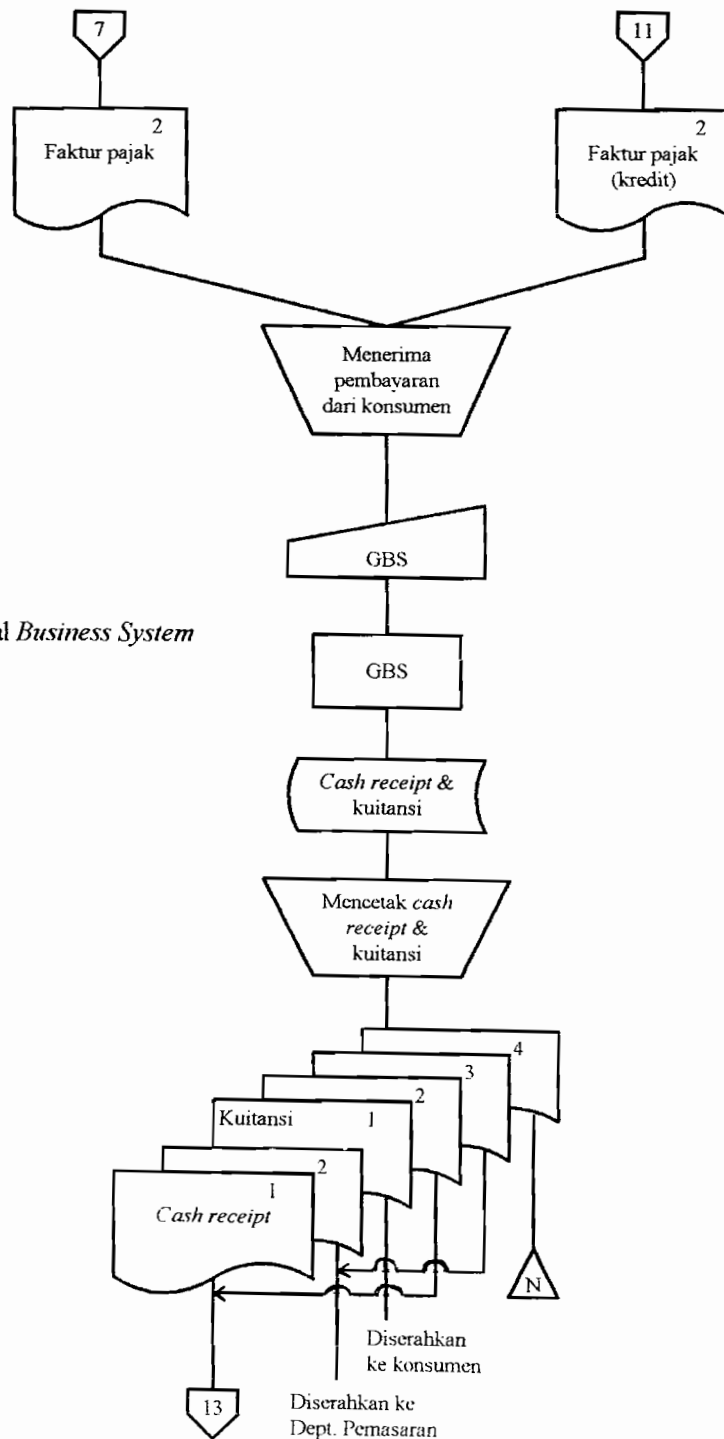 7
11
2
Faktur pajak
2
Faktur pajak
(kredit)
Menerima
pembayaran
dari konsumen
GBS
l Business System
GBS
Cash receipt &
kuitansi
Mencetak cash
receipt &
kuitansi
4
3
2
Kuitansi 1
2
1
Cash receipt
N
Diserahkan
ke konsumen
13
Diserahkan ke
Dept. Pemasaran